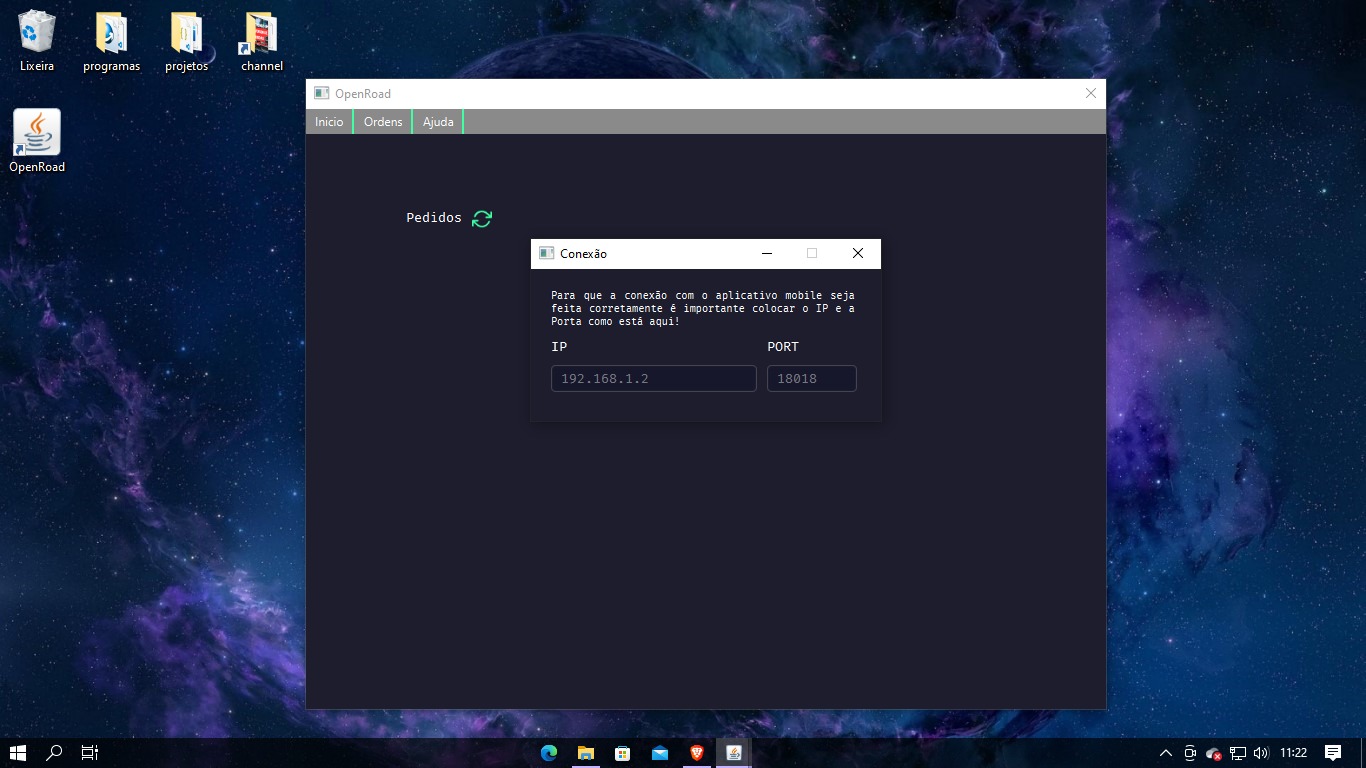 Lixeira
programas
projetos
channel
OpenRoad
OpenRoad
Inicio
Ordens
Ajuda
Pedidos
Conexão
Para que a conexão com o aplicativo mobile seja
feita corretamente é importante colocar o IP e a
Porta como está aqui!
IP
PORT
192.168.1.2
18018
11:22